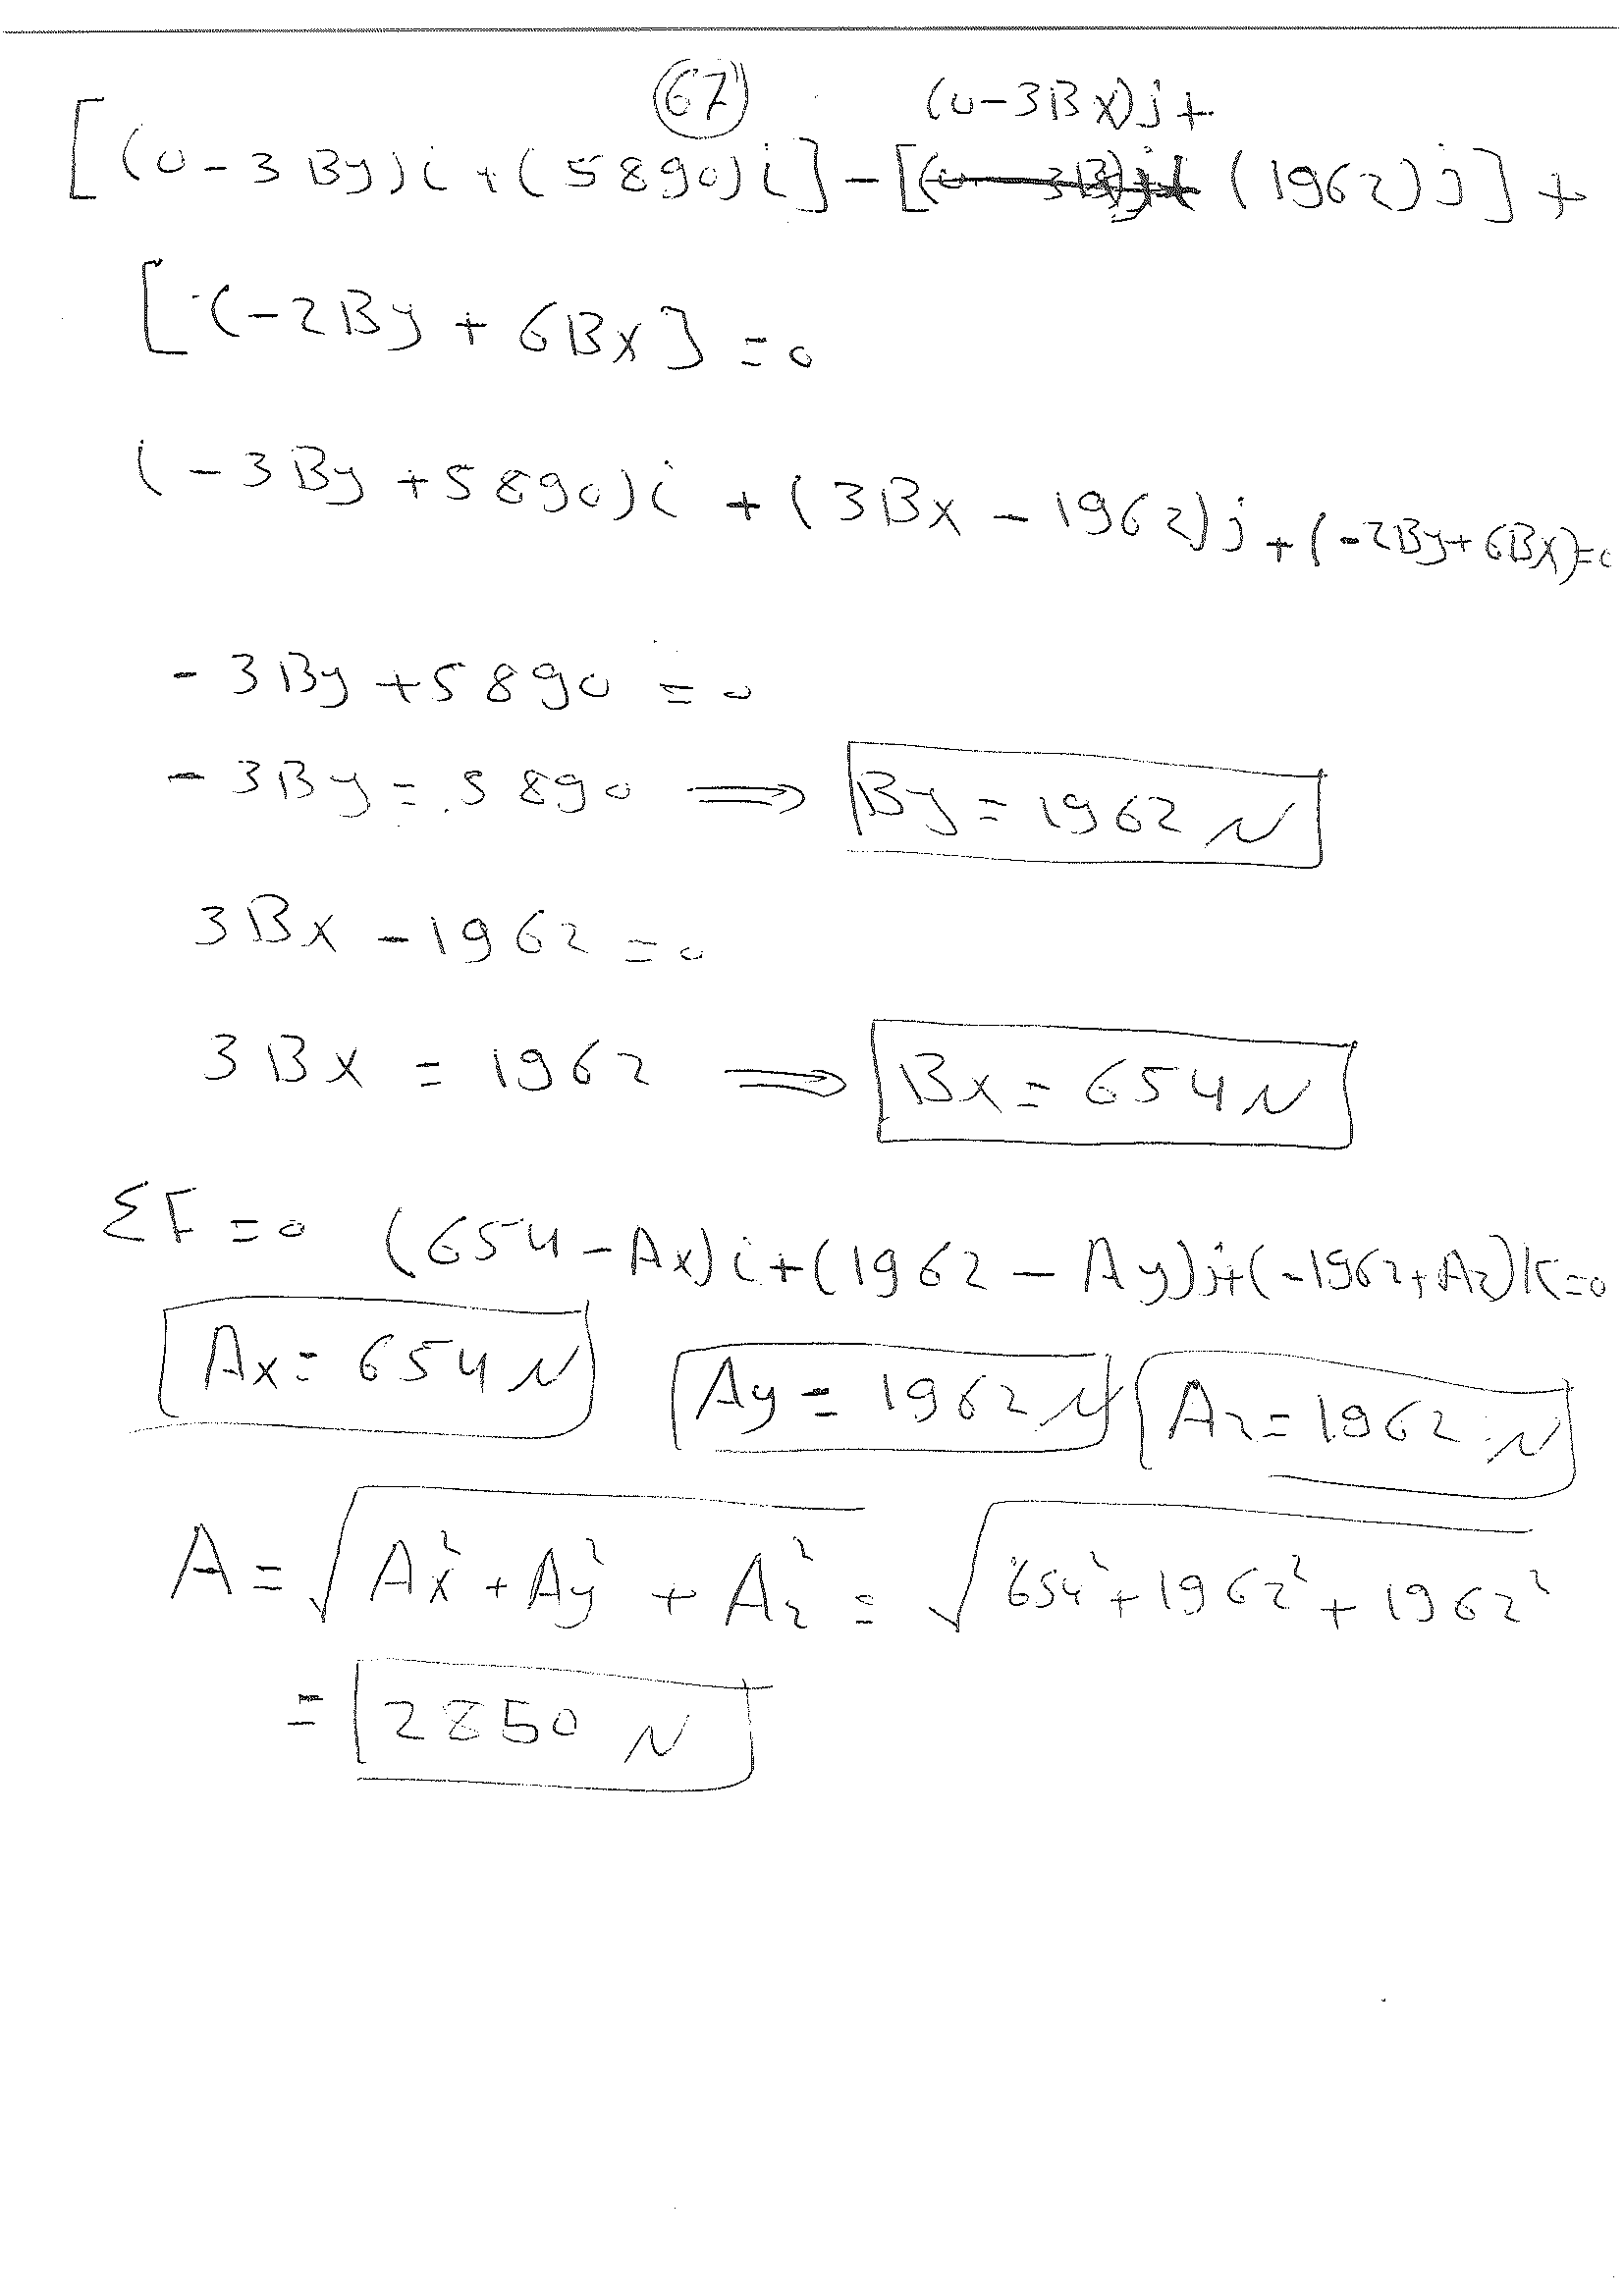 67
(0-3Bx)j+
[(0-3By)i+(5890)i]-[(0-3B)j+(1962)j]+
[(-2By+6Bx]=0
(-3By+5890)i+(3Bx-1962)j+(-2By+6Bx)=0
-3By+5890=0
-3By=5890 ⟹ By=1962 N
3Bx-1962=0
3Bx=1962 ⟹ Bx=654 N
ΣF=0 (654-Ax)i+(1962-Ay)j+(-1962+Az)k=0
Ax=654 N Ay=1962 N Az=1962 N
A=√Ax²+Ay²+Az²=√654²+1962²+1962²
=2850 N